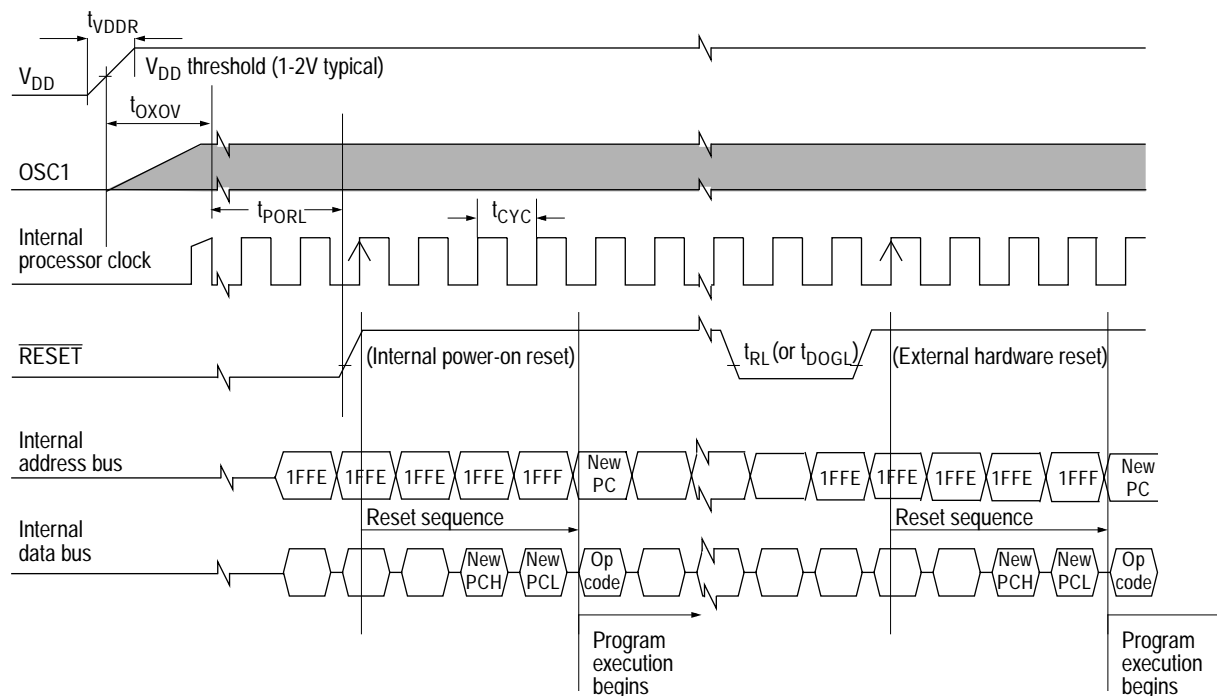 tVDDR
VDD
VDD threshold (1-2V typical)
tOXOV
OSC1
tPORL
tCYC
Internal
processor clock
RESET
(Internal power-on reset)
tRL (or tDOGL)
(External hardware reset)
Internal
address bus
1FFE 1FFE 1FFE 1FFE 1FFF New PC 1FFE 1FFE 1FFE 1FFE 1FFF New PC
Reset sequence Reset sequence
Internal
data bus
New PCH New PCL Op code New PCH New PCL Op code
Program
execution
begins
Program
execution
begins